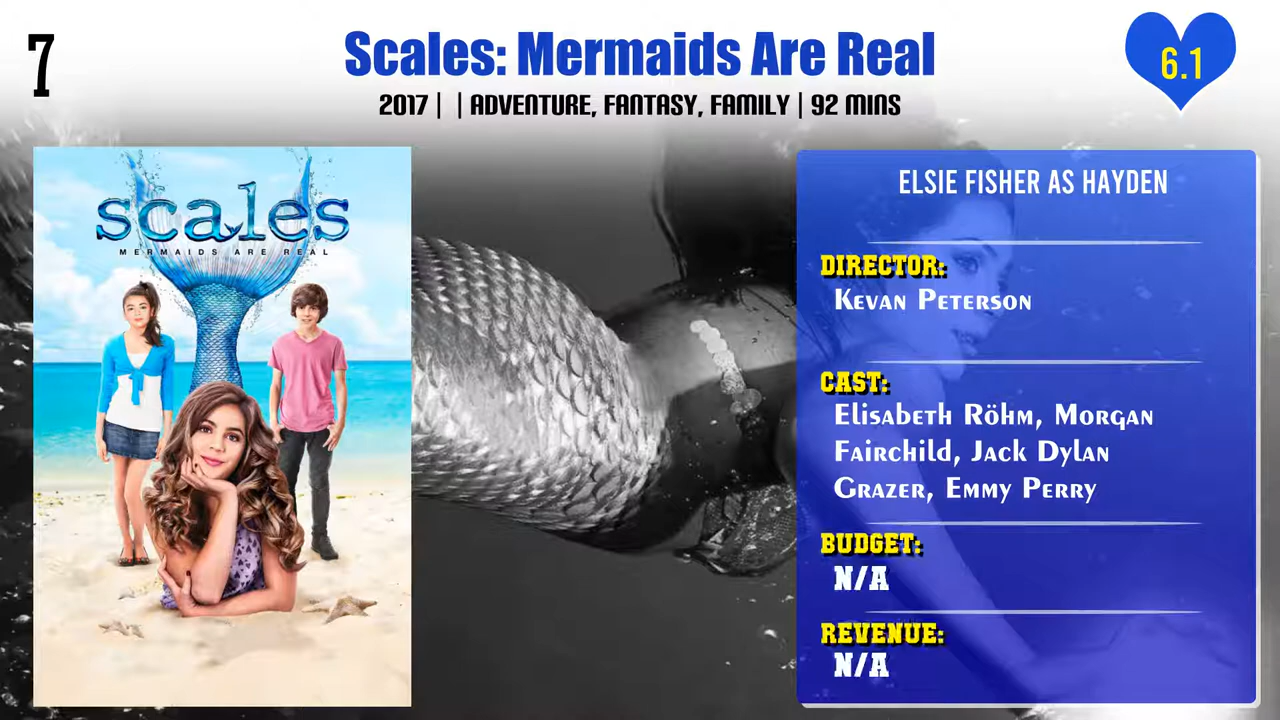 7
Scales: Mermaids Are Real
6.1
2017 | | ADVENTURE, FANTASY, FAMILY | 92 MINS
scales
MERMAIDS ARE REAL
ELSIE FISHER AS HAYDEN
DIRECTOR:
KEVAN PETERSON
CAST:
ELISABETH RÖHM, MORGAN
FAIRCHILD, JACK DYLAN
GRAZER, EMMY PERRY
BUDGET:
N/A
REVENUE:
N/A